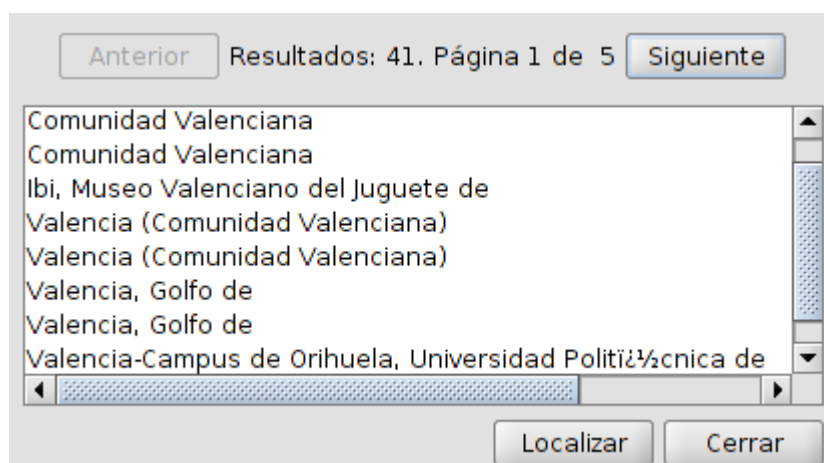 Anterior Resultados: 41. Página 1 de 5 Siguiente
Comunidad Valenciana
Comunidad Valenciana
Ibi, Museo Valenciano del Juguete de
Valencia (Comunidad Valenciana)
Valencia (Comunidad Valenciana)
Valencia, Golfo de
Valencia, Golfo de
Valencia-Campus de Orihuela, Universidad Politï¿½cnica de
Localizar Cerrar